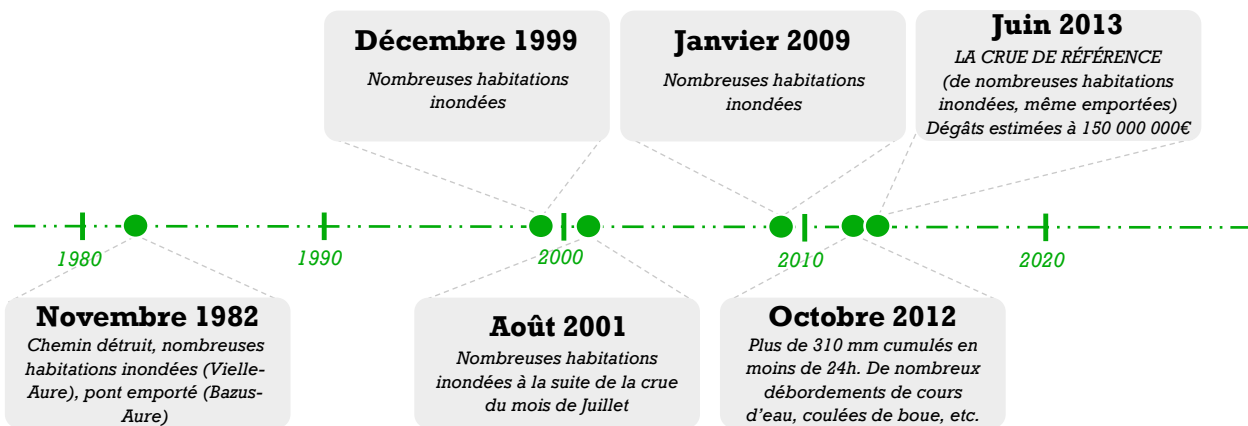 Décembre 1999
Nombreuses habitations
inondées
Janvier 2009
Nombreuses habitations
inondées
Juin 2013
LA CRUE DE RÉFÉRENCE
(de nombreuses habitations
inondées, même emportées)
Dégâts estimées à 150 000 000€
1980
1990
2000
2010
2020
Novembre 1982
Chemin détruit, nombreuses
habitations inondées (Vielle-
Aure), pont emporté (Bazus-
Aure)
Août 2001
Nombreuses habitations
inondées à la suite de la crue
du mois de Juillet
Octobre 2012
Plus de 310 mm cumulés en
moins de 24h. De nombreux
débordements de cours
d'eau, coulées de boue, etc.